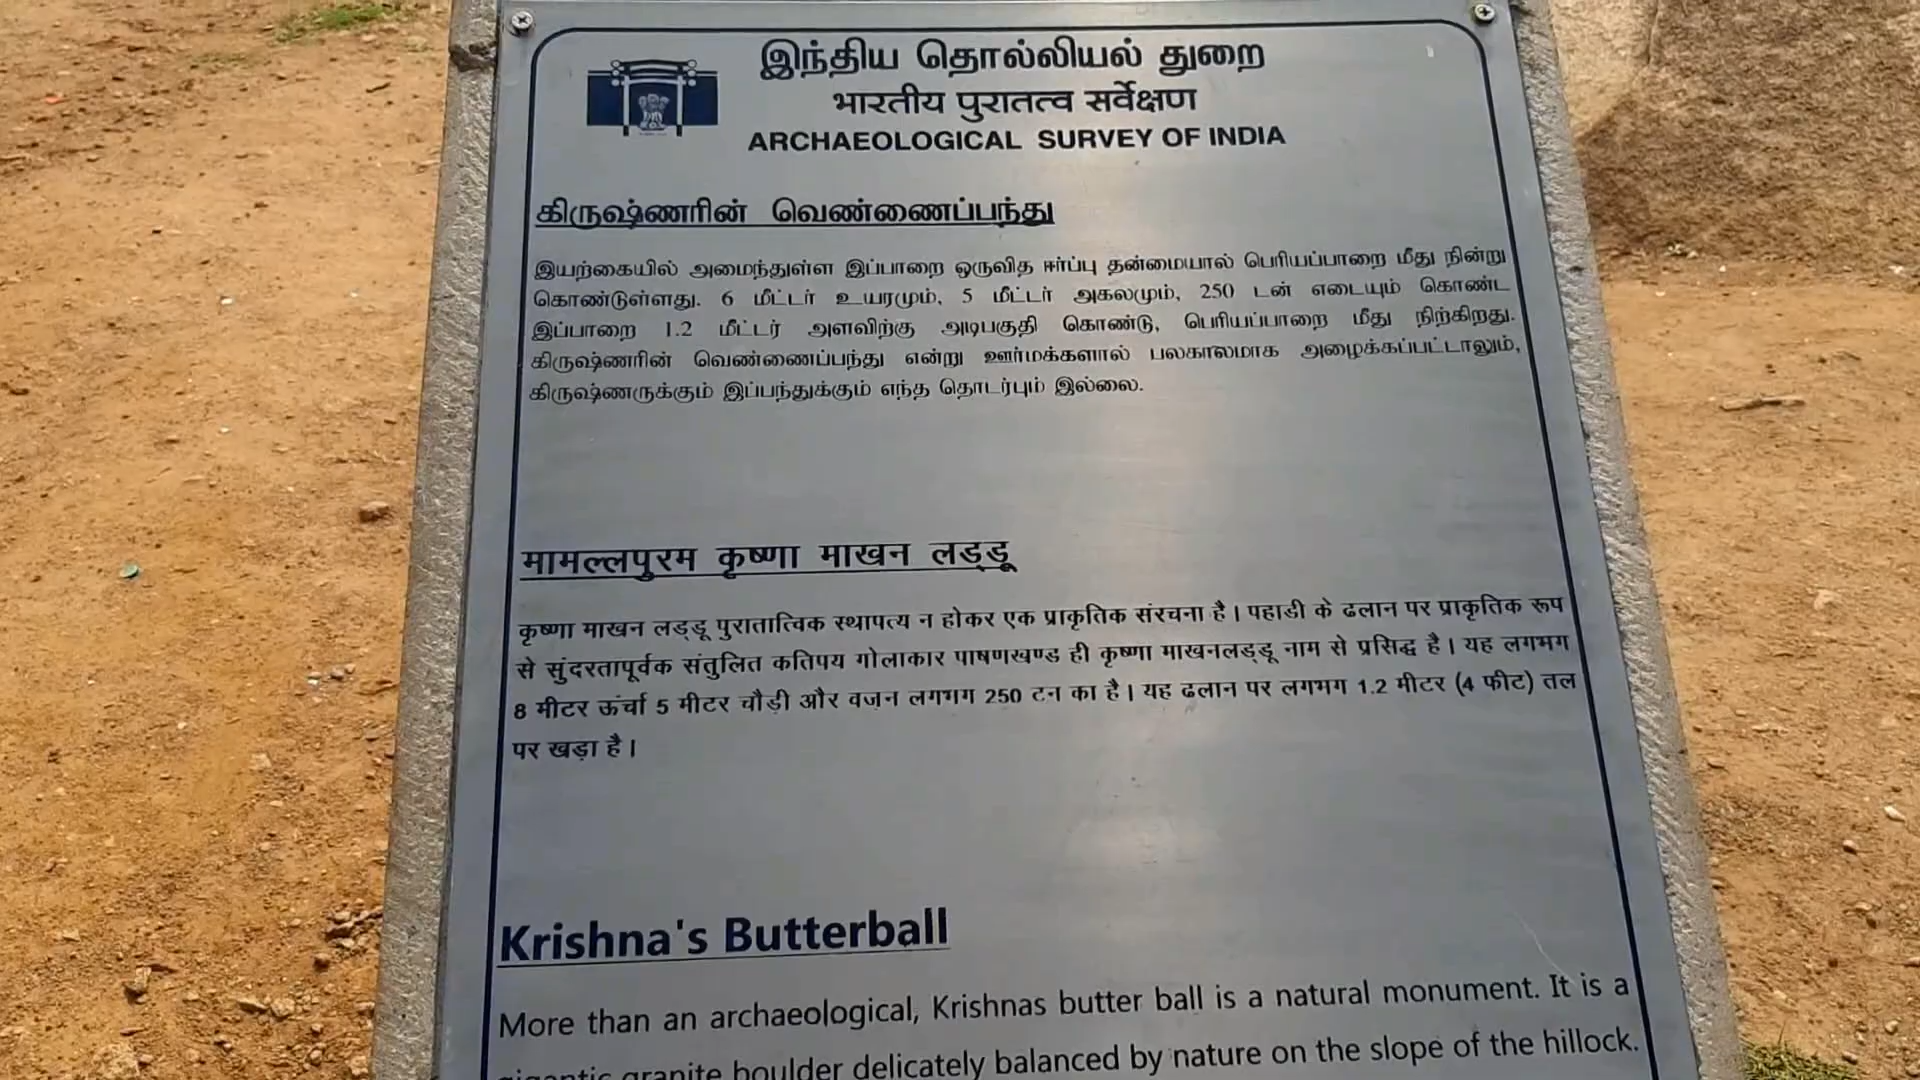 இந்திய தொல்லியல் துறை
भारतीय पुरातत्व सर्वेक्षण
ARCHAEOLOGICAL SURVEY OF INDIA
கிருஷ்ணரின் வெண்ணைப்பந்து
இயற்கையில் அமைந்துள்ள இப்பாறை ஒருவித ஈர்ப்பு தன்மையால் பெரியப்பாறை மீது நின்று
கொண்டுள்ளது. 6 மீட்டர் உயரமும், 5 மீட்டர் அகலமும், 250 டன் எடையும் கொண்ட
இப்பாறை 1.2 மீட்டர் அளவிற்கு அடிபகுதி கொண்டு, பெரியப்பாறை மீது நிற்கிறது.
கிருஷ்ணரின் வெண்ணைப்பந்து என்று ஊர்மக்களால் பலகாலமாக அழைக்கப்பட்டாலும்,
கிருஷ்ணருக்கும் இப்பந்துக்கும் எந்த தொடர்பும் இல்லை.
मामल्लपुरम कृष्णा माखन लड्डू
कृष्णा माखन लड्डू पुरातात्विक स्थापत्य न होकर एक प्राकृतिक संरचना है। पहाडी के ढलान पर प्राकृतिक रूप
से सुंदरतापूर्वक संतुलित कतिपय गोलाकार पाषणखण्ड ही कृष्णा माखनलड्डू नाम से प्रसिद्ध है। यह लगभग
8 मीटर ऊंर्चा 5 मीटर चौड़ी और वजन लगभग 250 टन का है। यह ढलान पर लगभग 1.2 मीटर (4 फीट) तल
पर खड़ा है।
Krishna's Butterball
More than an archaeological, Krishnas butter ball is a natural monument. It is a
gigantic granite boulder delicately balanced by nature on the slope of the hillock.